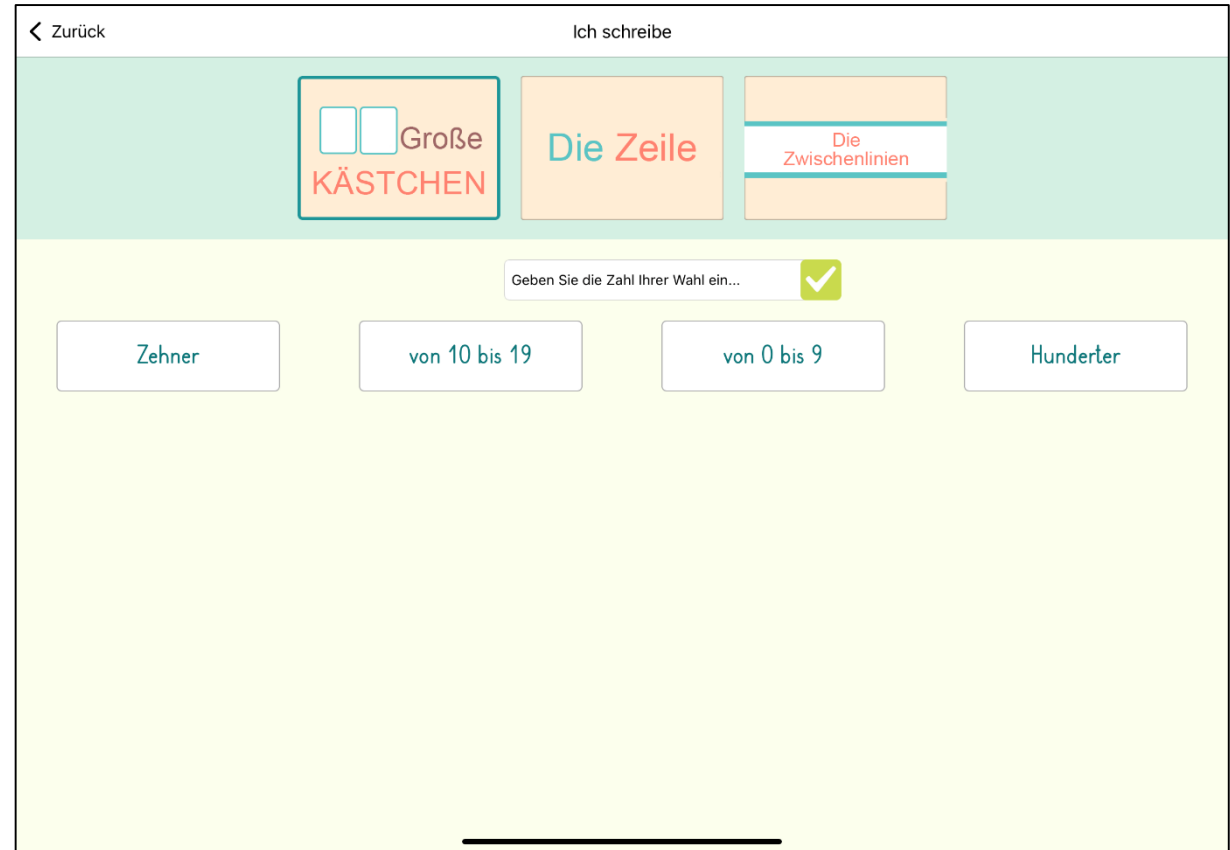 Zurück
Ich schreibe
Große
KÄSTCHEN
Die Zeile
Die
Zwischenlinien
Geben Sie die Zahl Ihrer Wahl ein...
Zehner
von 10 bis 19
von 0 bis 9
Hunderter